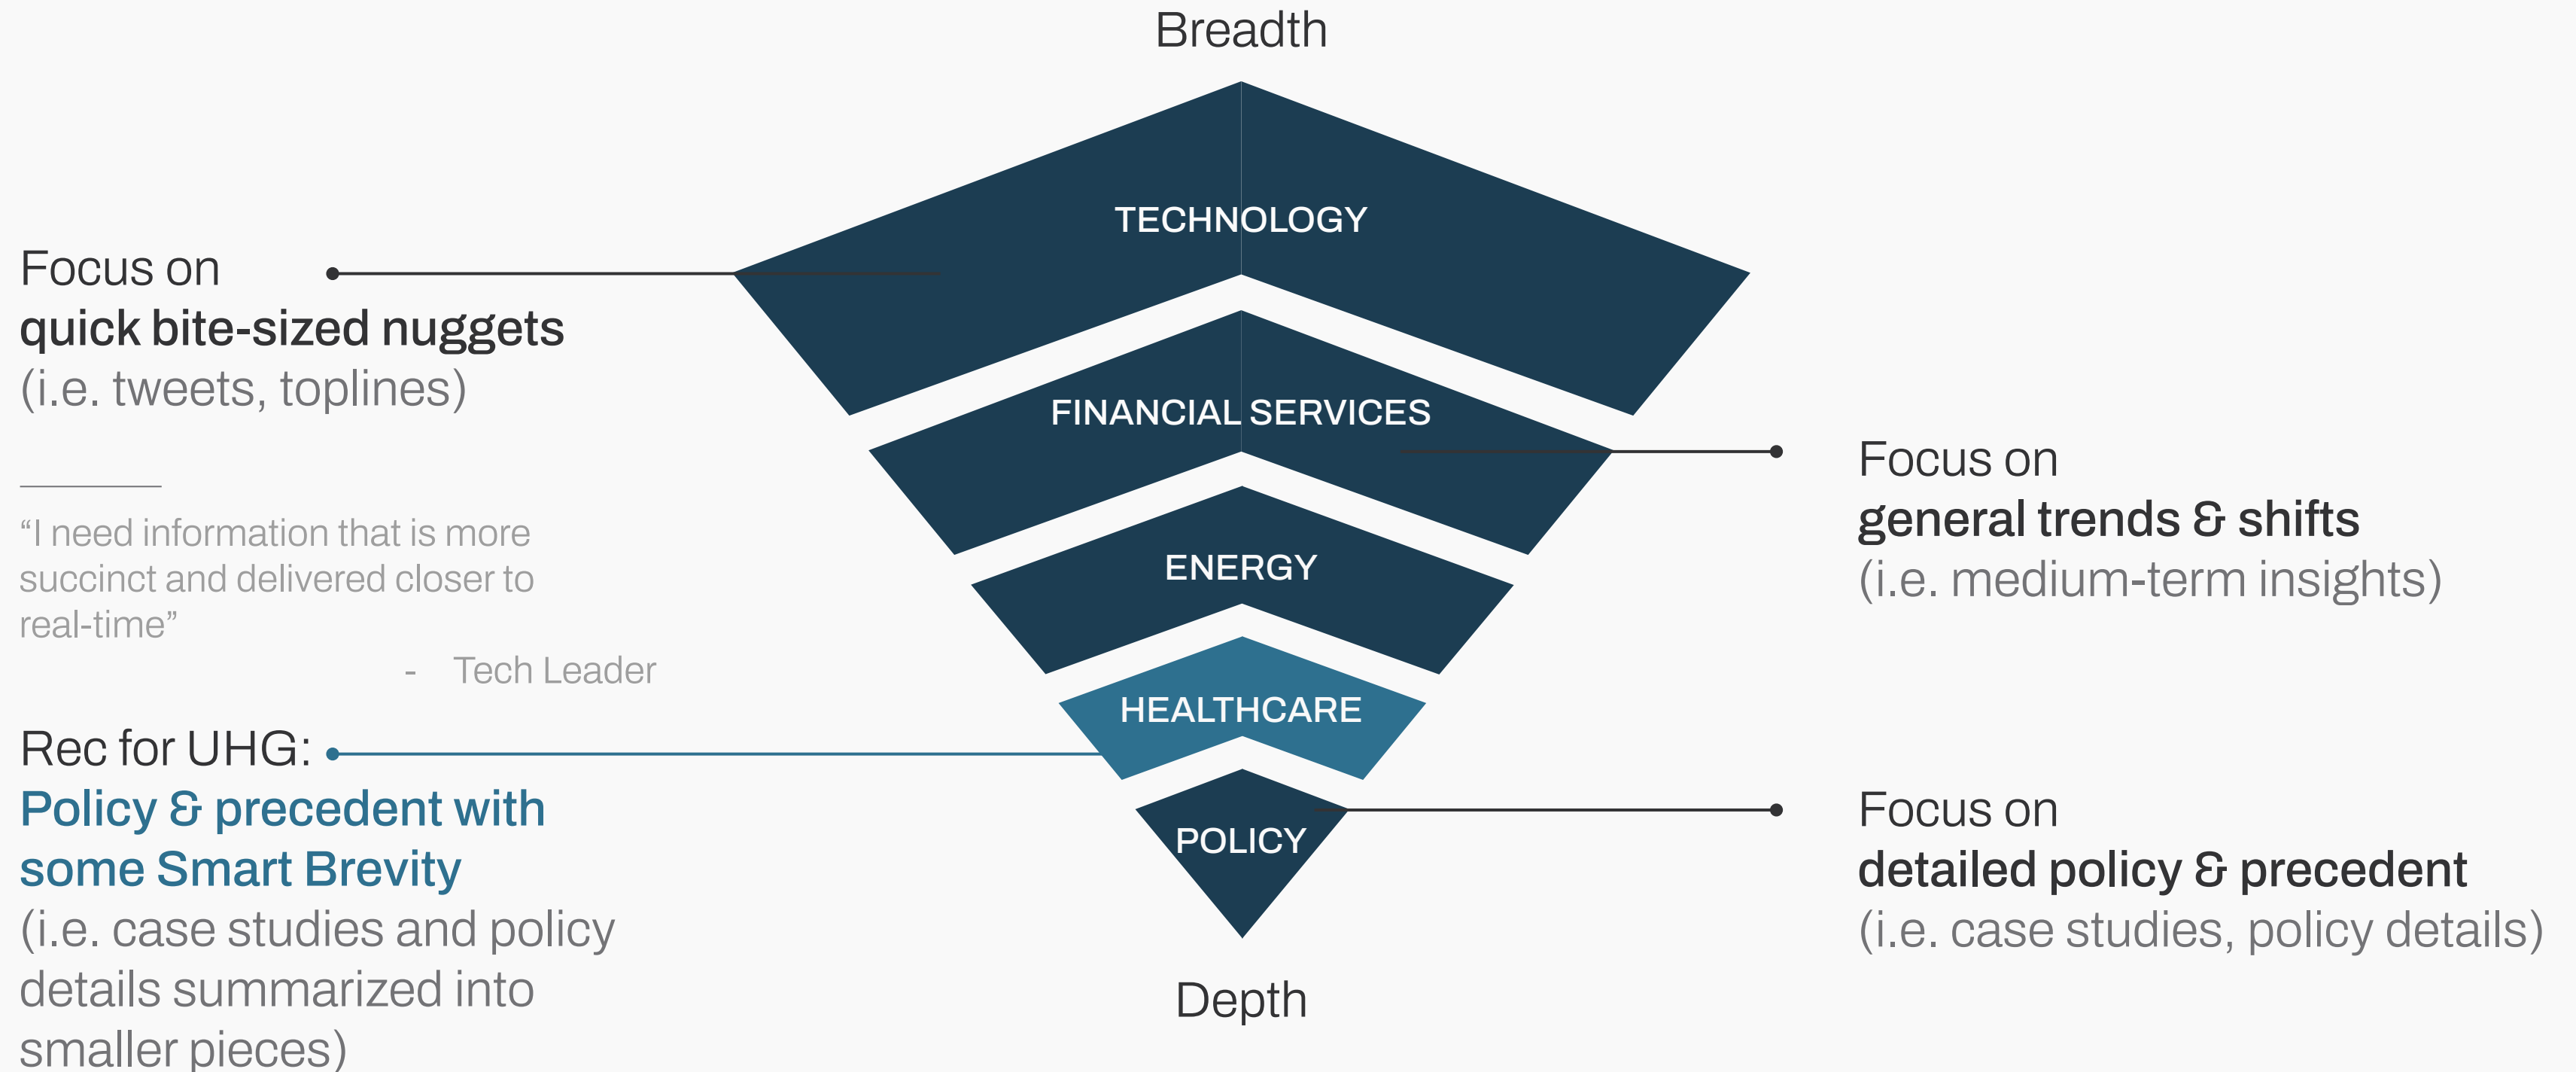 Breadth
TECHNOLOGY
Focus on
quick bite-sized nuggets
(i.e. tweets, toplines)
FINANCIAL SERVICES
Focus on
general trends & shifts
(i.e. medium-term insights)
“I need information that is more
succinct and delivered closer to
real-time”
- Tech Leader
ENERGY
HEALTHCARE
Rec for UHG:
Policy & precedent with
some Smart Brevity
(i.e. case studies and policy
details summarized into
smaller pieces)
POLICY
Focus on
detailed policy & precedent
(i.e. case studies, policy details)
Depth